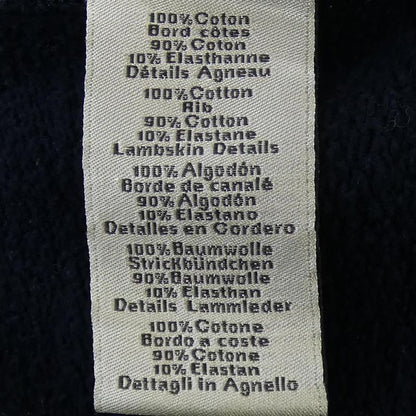 100% Coton
Bord côtes
90% Coton
10% Elasthanne
Détails Agneau
100% Cotton
Rib
90% Cotton
10% Elastane
Lambskin Details
100% Algodón
Borde de canalé
90% Algodón
10% Elastano
Detalles en Cordero
100% Baumwolle
Strickbündchen
90% Baumwolle
10% Elasthan
Details Lammleder
100% Cotone
Bordo a coste
90% Cotone
10% Elastan
Dettagli in Agnello